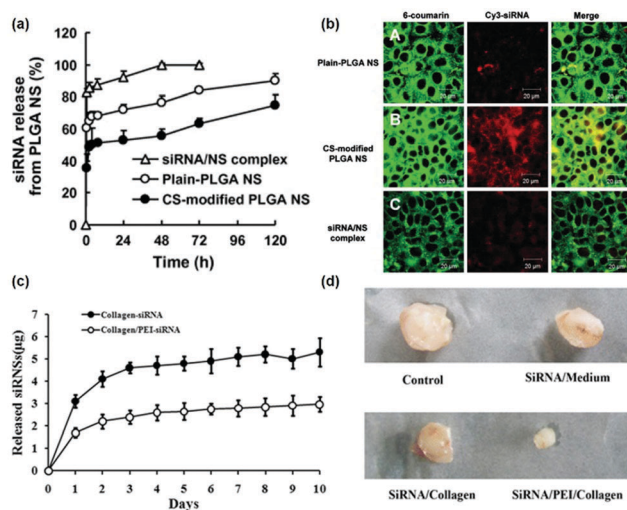 (a)
siRNA release
from PLGA NS (%)
120
100
80
60
40
20
0
siRNA/NS complex
Plain-PLGA NS
CS-modified PLGA NS
0 24 48 72 96 120
Time (h)
(b)
6-coumarin Cy3-siRNA Merge
Plain-PLGA NS
A
20 µm 20 µm 20 µm
CS-modified
PLGA NS
B
20 µm 20 µm 20 µm
siRNA/NS
complex
C
20 µm 20 µm 20 µm
(c)
Released siRNSs(µg)
7
6
5
4
3
2
1
0
Collagen-siRNA
Collagen/PEI-siRNA
0 1 2 3 4 5 6 7 8 9 10
Days
(d)
Control SiRNA/Medium
SiRNA/Collagen SiRNA/PEI/Collagen